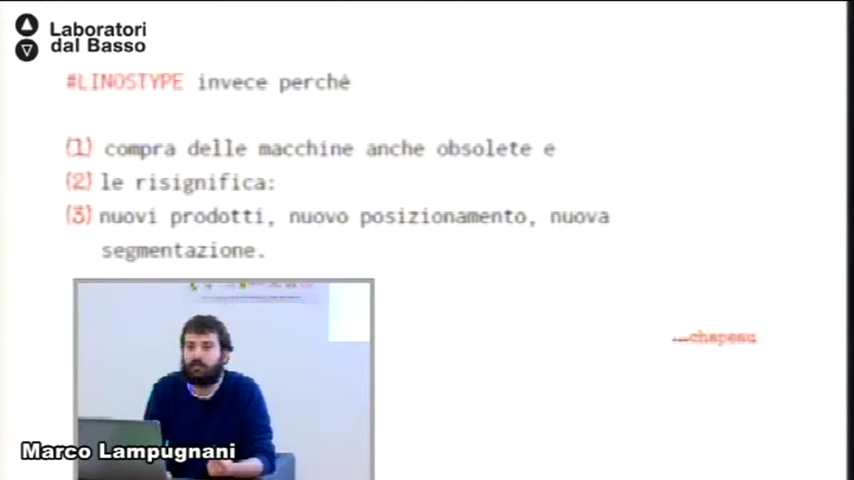 Laboratori
dal Basso
#LINOSTYPE invece perchè
(1) compra delle macchine anche obsolete e
(2) le risignifica:
(3) nuovi prodotti, nuovo posizionamento, nuova
segmentazione.
...chapeau
Marco Lampugnani